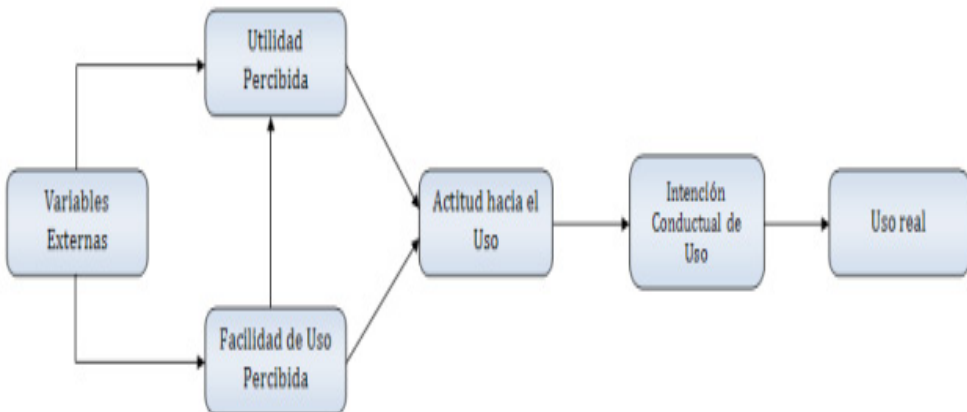 Utilidad
Percibida
Variables
Externas
Facilidad de Uso
Percibida
Actitud hacia el
Uso
Intención
Conductual de
Uso
Uso real